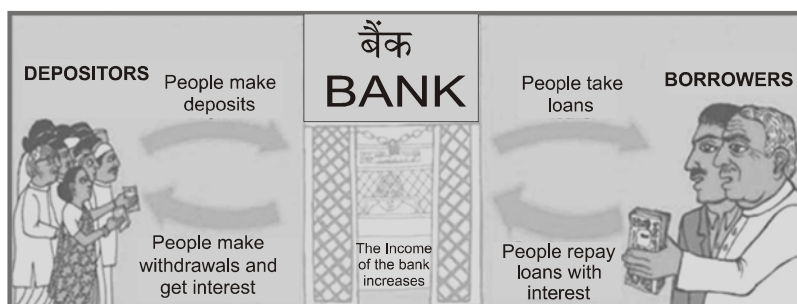 DEPOSITORS
People make
deposits
People make
withdrawals and
get interest
बैंक
BANK
The Income
of the bank
increases
People take
loans
BORROWERS
People repay
loans with
interest